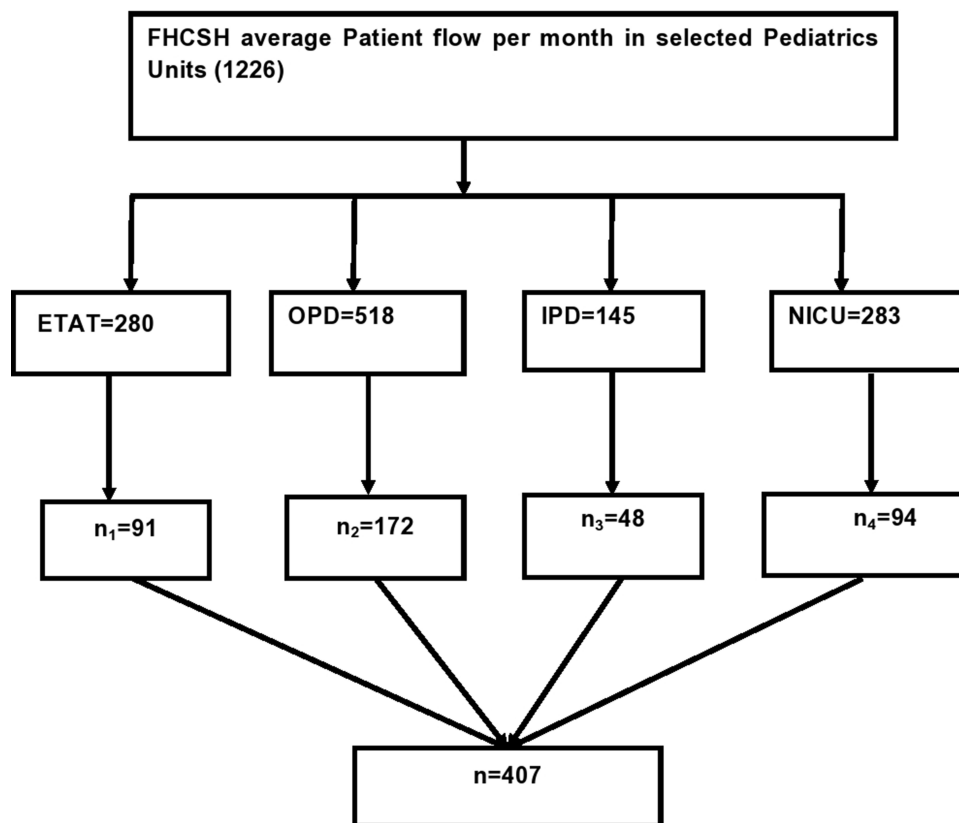 FHCSH average Patient flow per month in selected Pediatrics
Units (1226)
ETAT=280
OPD=518
IPD=145
NICU=283
n₁=91
n₂=172
n₃=48
n₄=94
n=407